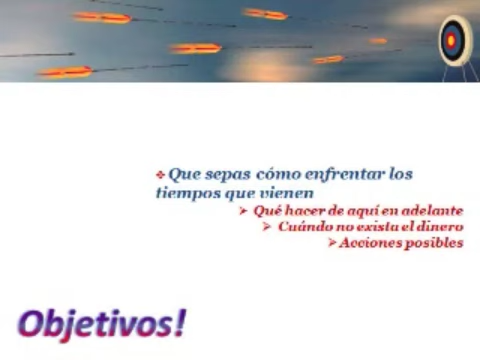 Que sepas cómo enfrentar los
tiempos que vienen
Qué hacer de aquí en adelante
Cuándo no exista el dinero
Acciones posibles
Objetivos!